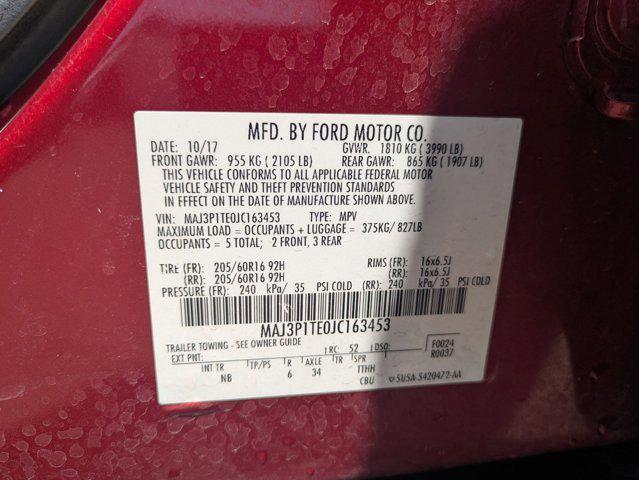 MFD. BY FORD MOTOR CO.
DATE: 10/17 GVWR: 1810 KG ( 3990 LB)
FRONT GAWR: 955 KG ( 2105 LB) REAR GAWR: 865 KG ( 1907 LB)
THIS VEHICLE CONFORMS TO ALL APPLICABLE FEDERAL MOTOR
VEHICLE SAFETY AND THEFT PREVENTION STANDARDS
IN EFFECT ON THE DATE OF MANUFACTURE SHOWN ABOVE.
VIN: MAJ3P1TE0JC163453 TYPE: MPV
MAXIMUM LOAD = OCCUPANTS + LUGGAGE = 375KG/ 827LB
OCCUPANTS = 5 TOTAL; 2 FRONT, 3 REAR
TIRE (FR): 205/60R16 92H RIMS (FR): 16x6.5J
(RR): 205/60R16 92H (RR): 16x6.5J
PRESSURE (FR): 240 kPa/ 35 PSI COLD (RR): 240 kPa/ 35 PSI COLD
MAJ3P1TE0JC163453
TRAILER TOWING - SEE OWNER GUIDE F0024
EXT PNT: RC: 52 DSO: R0037
INT TR TP/PS R AXLE TR SPR
NB 6 34 TTHH
CBU SU5A-S420472-AA